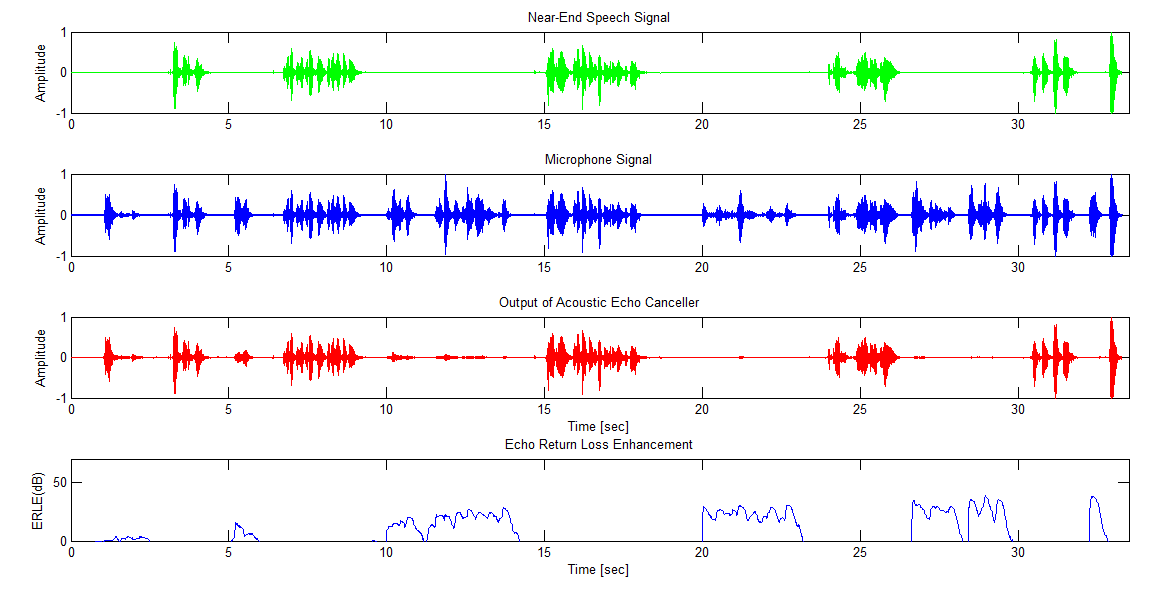 Near-End Speech Signal
1
0
-1
Amplitude
0 5 10 15 20 25 30
Microphone Signal
1
0
-1
Amplitude
0 5 10 15 20 25 30
Output of Acoustic Echo Canceller
1
0
-1
Amplitude
0 5 10 15 20 25 30
Time [sec]
Echo Return Loss Enhancement
50
0
ERLE(dB)
0 5 10 15 20 25 30
Time [sec]